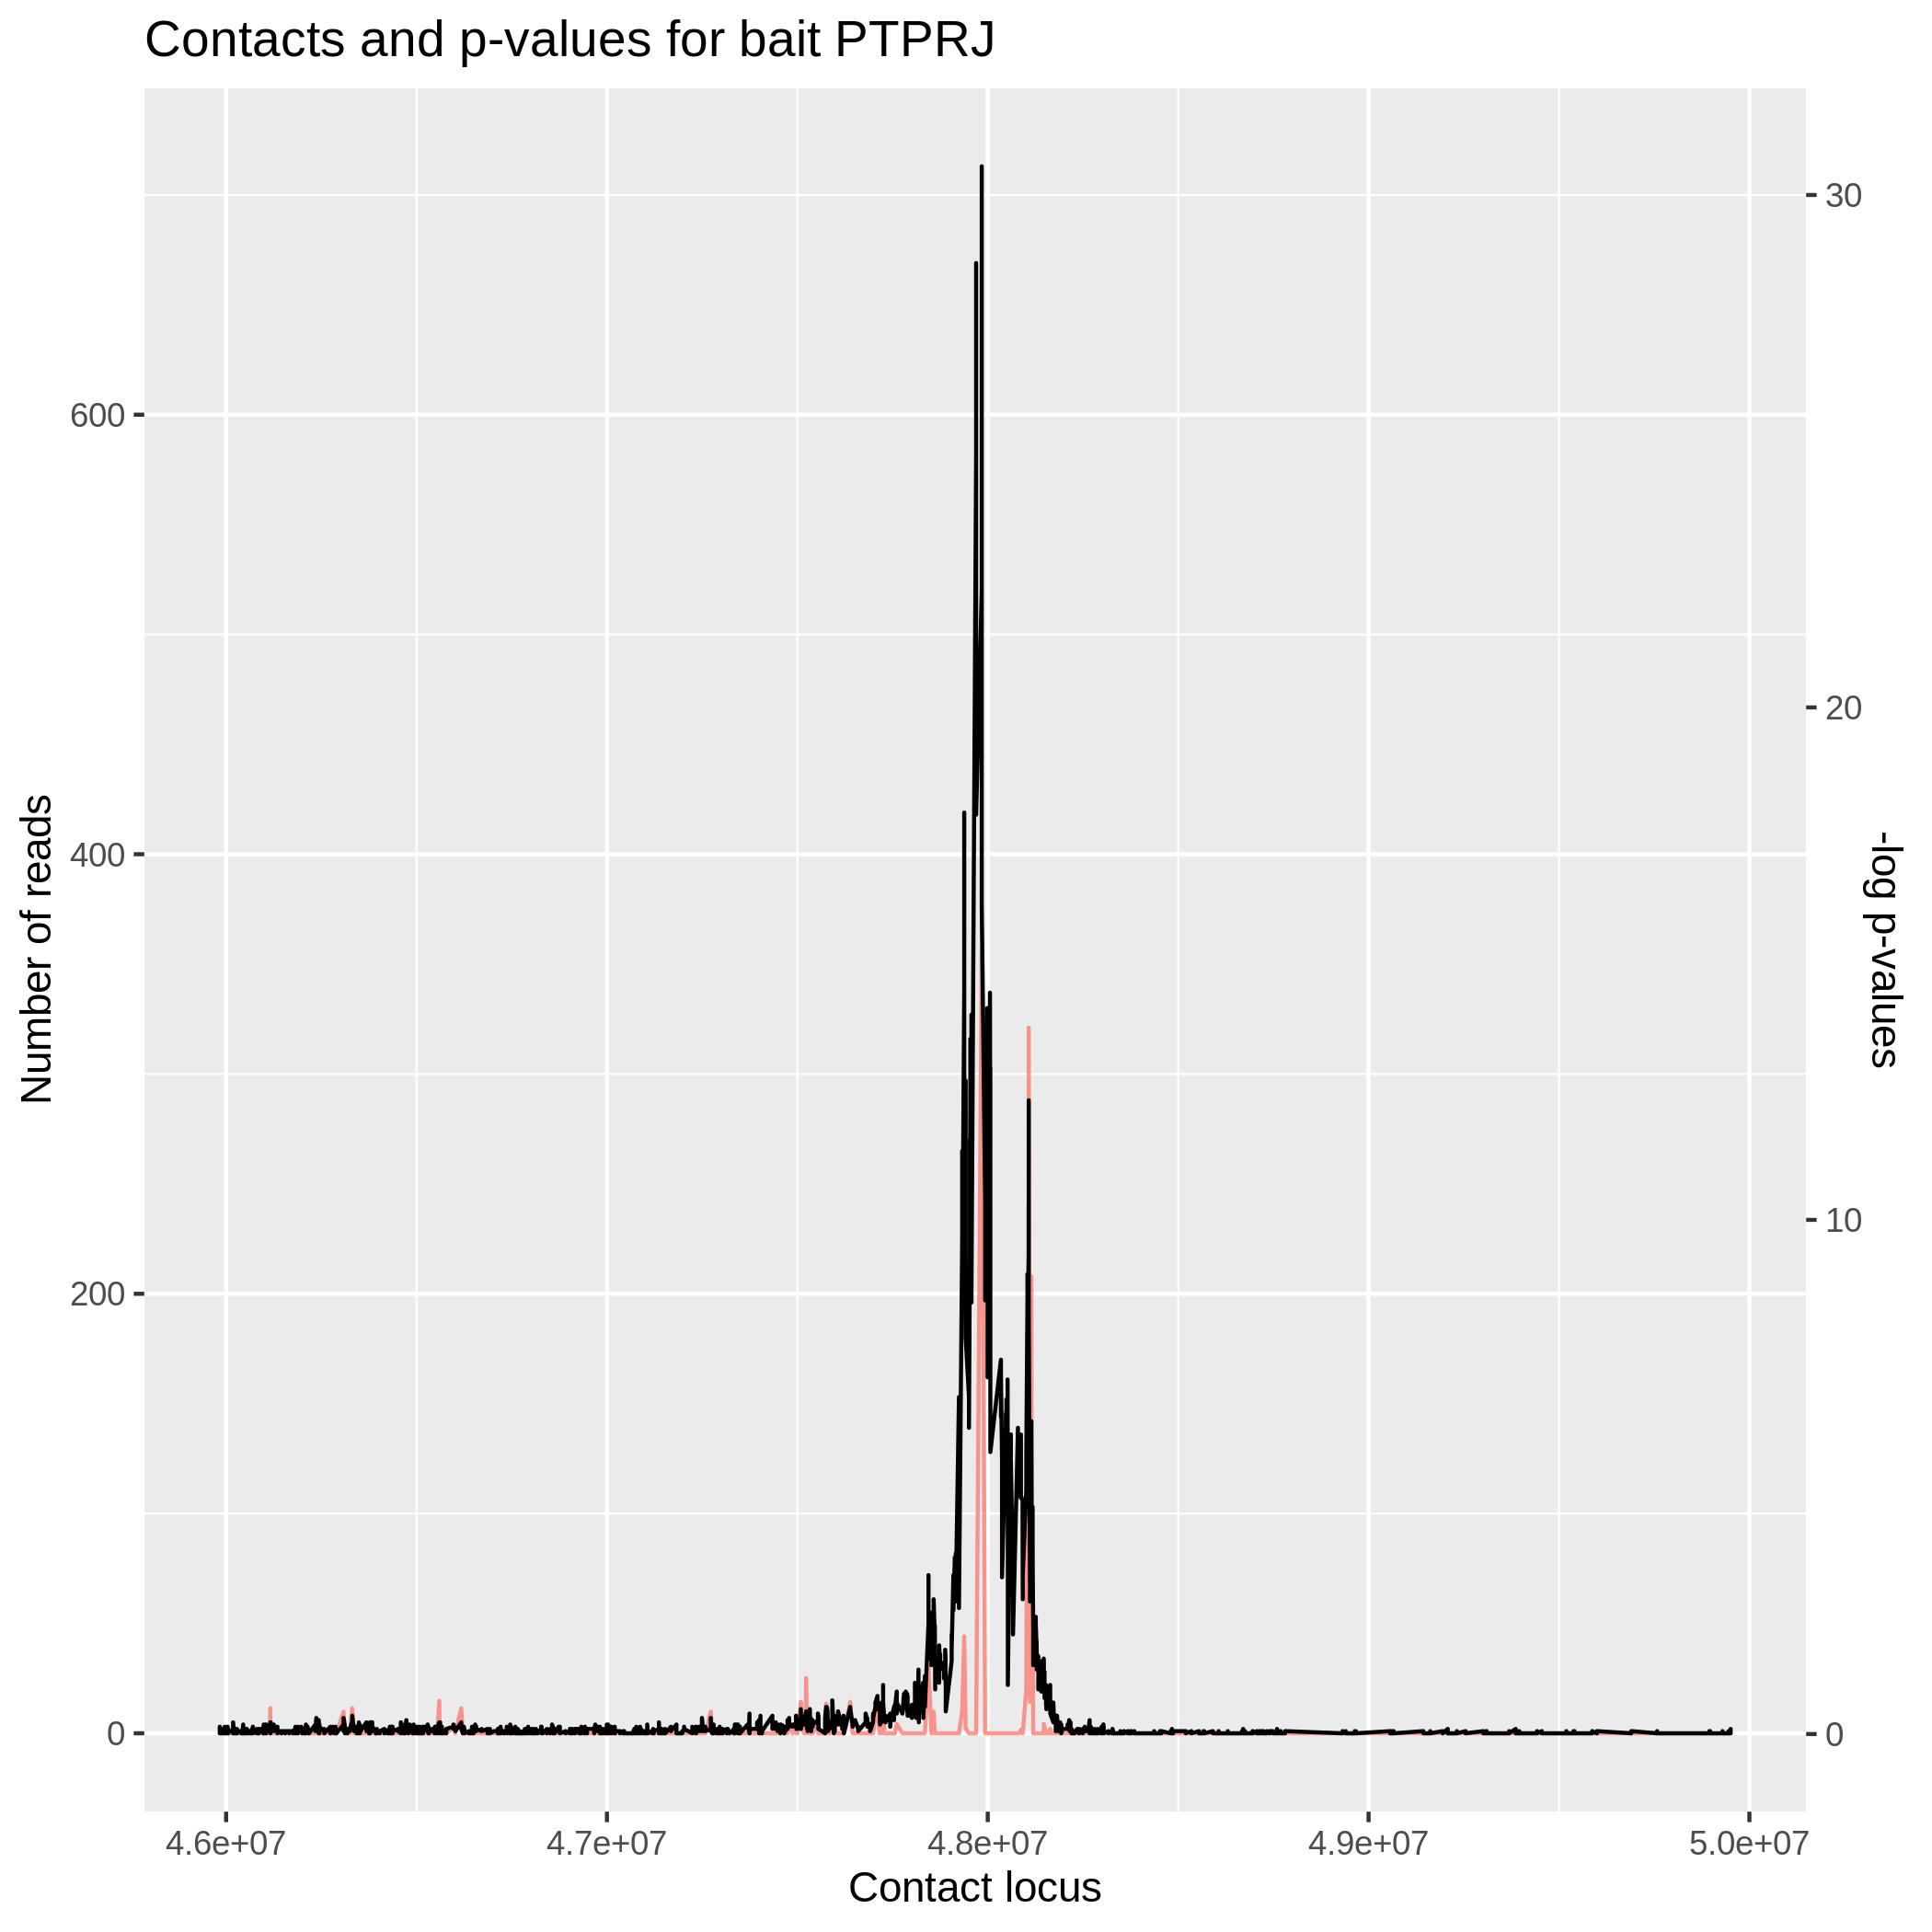 Contacts and p-values for bait PTPRJ
Number of reads
600
400
200
0
30
20
10
0
-log p-values
4.6e+07
4.7e+07
4.8e+07
4.9e+07
5.0e+07
Contact locus